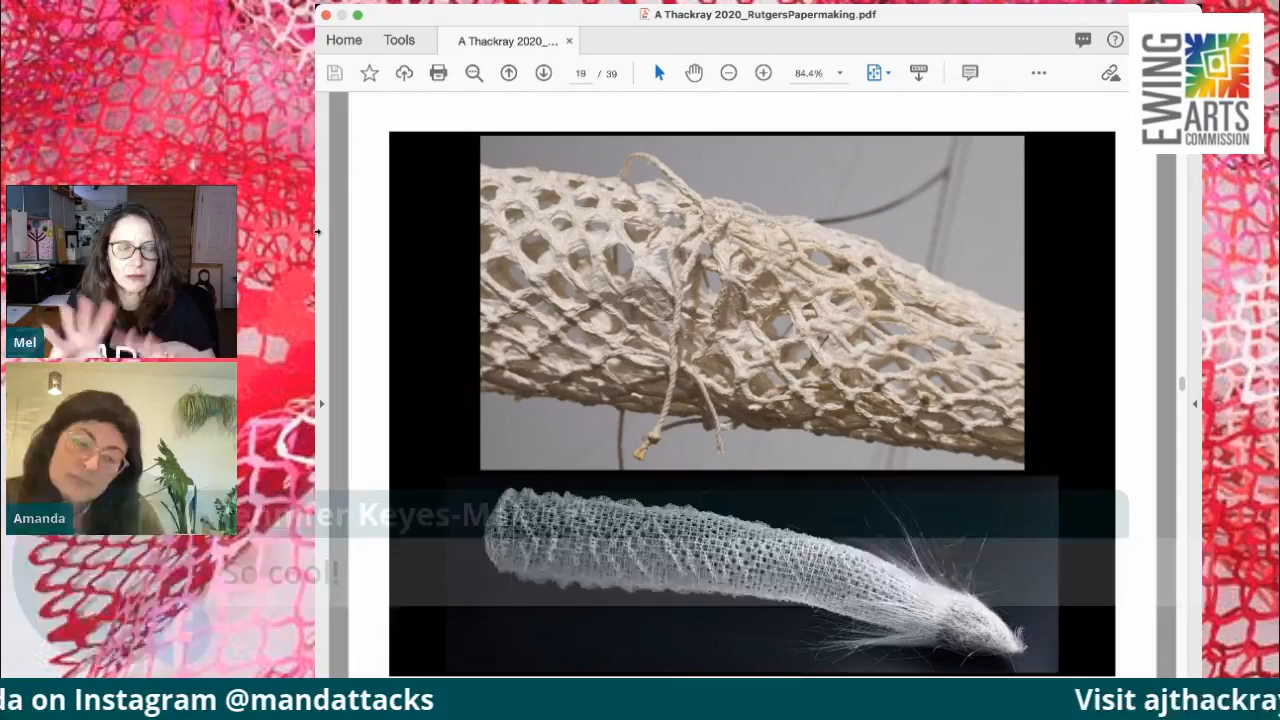 A Thackray 2020_RutgersPapermaking.pdf
Home
Tools
A Thackray 2020_...
19 / 39
84.4%
EWING
ARTS
COMMISSION
Mel
Amanda
Keyes-M
So cool!
da on Instagram @mandattacks
Visit ajthackray